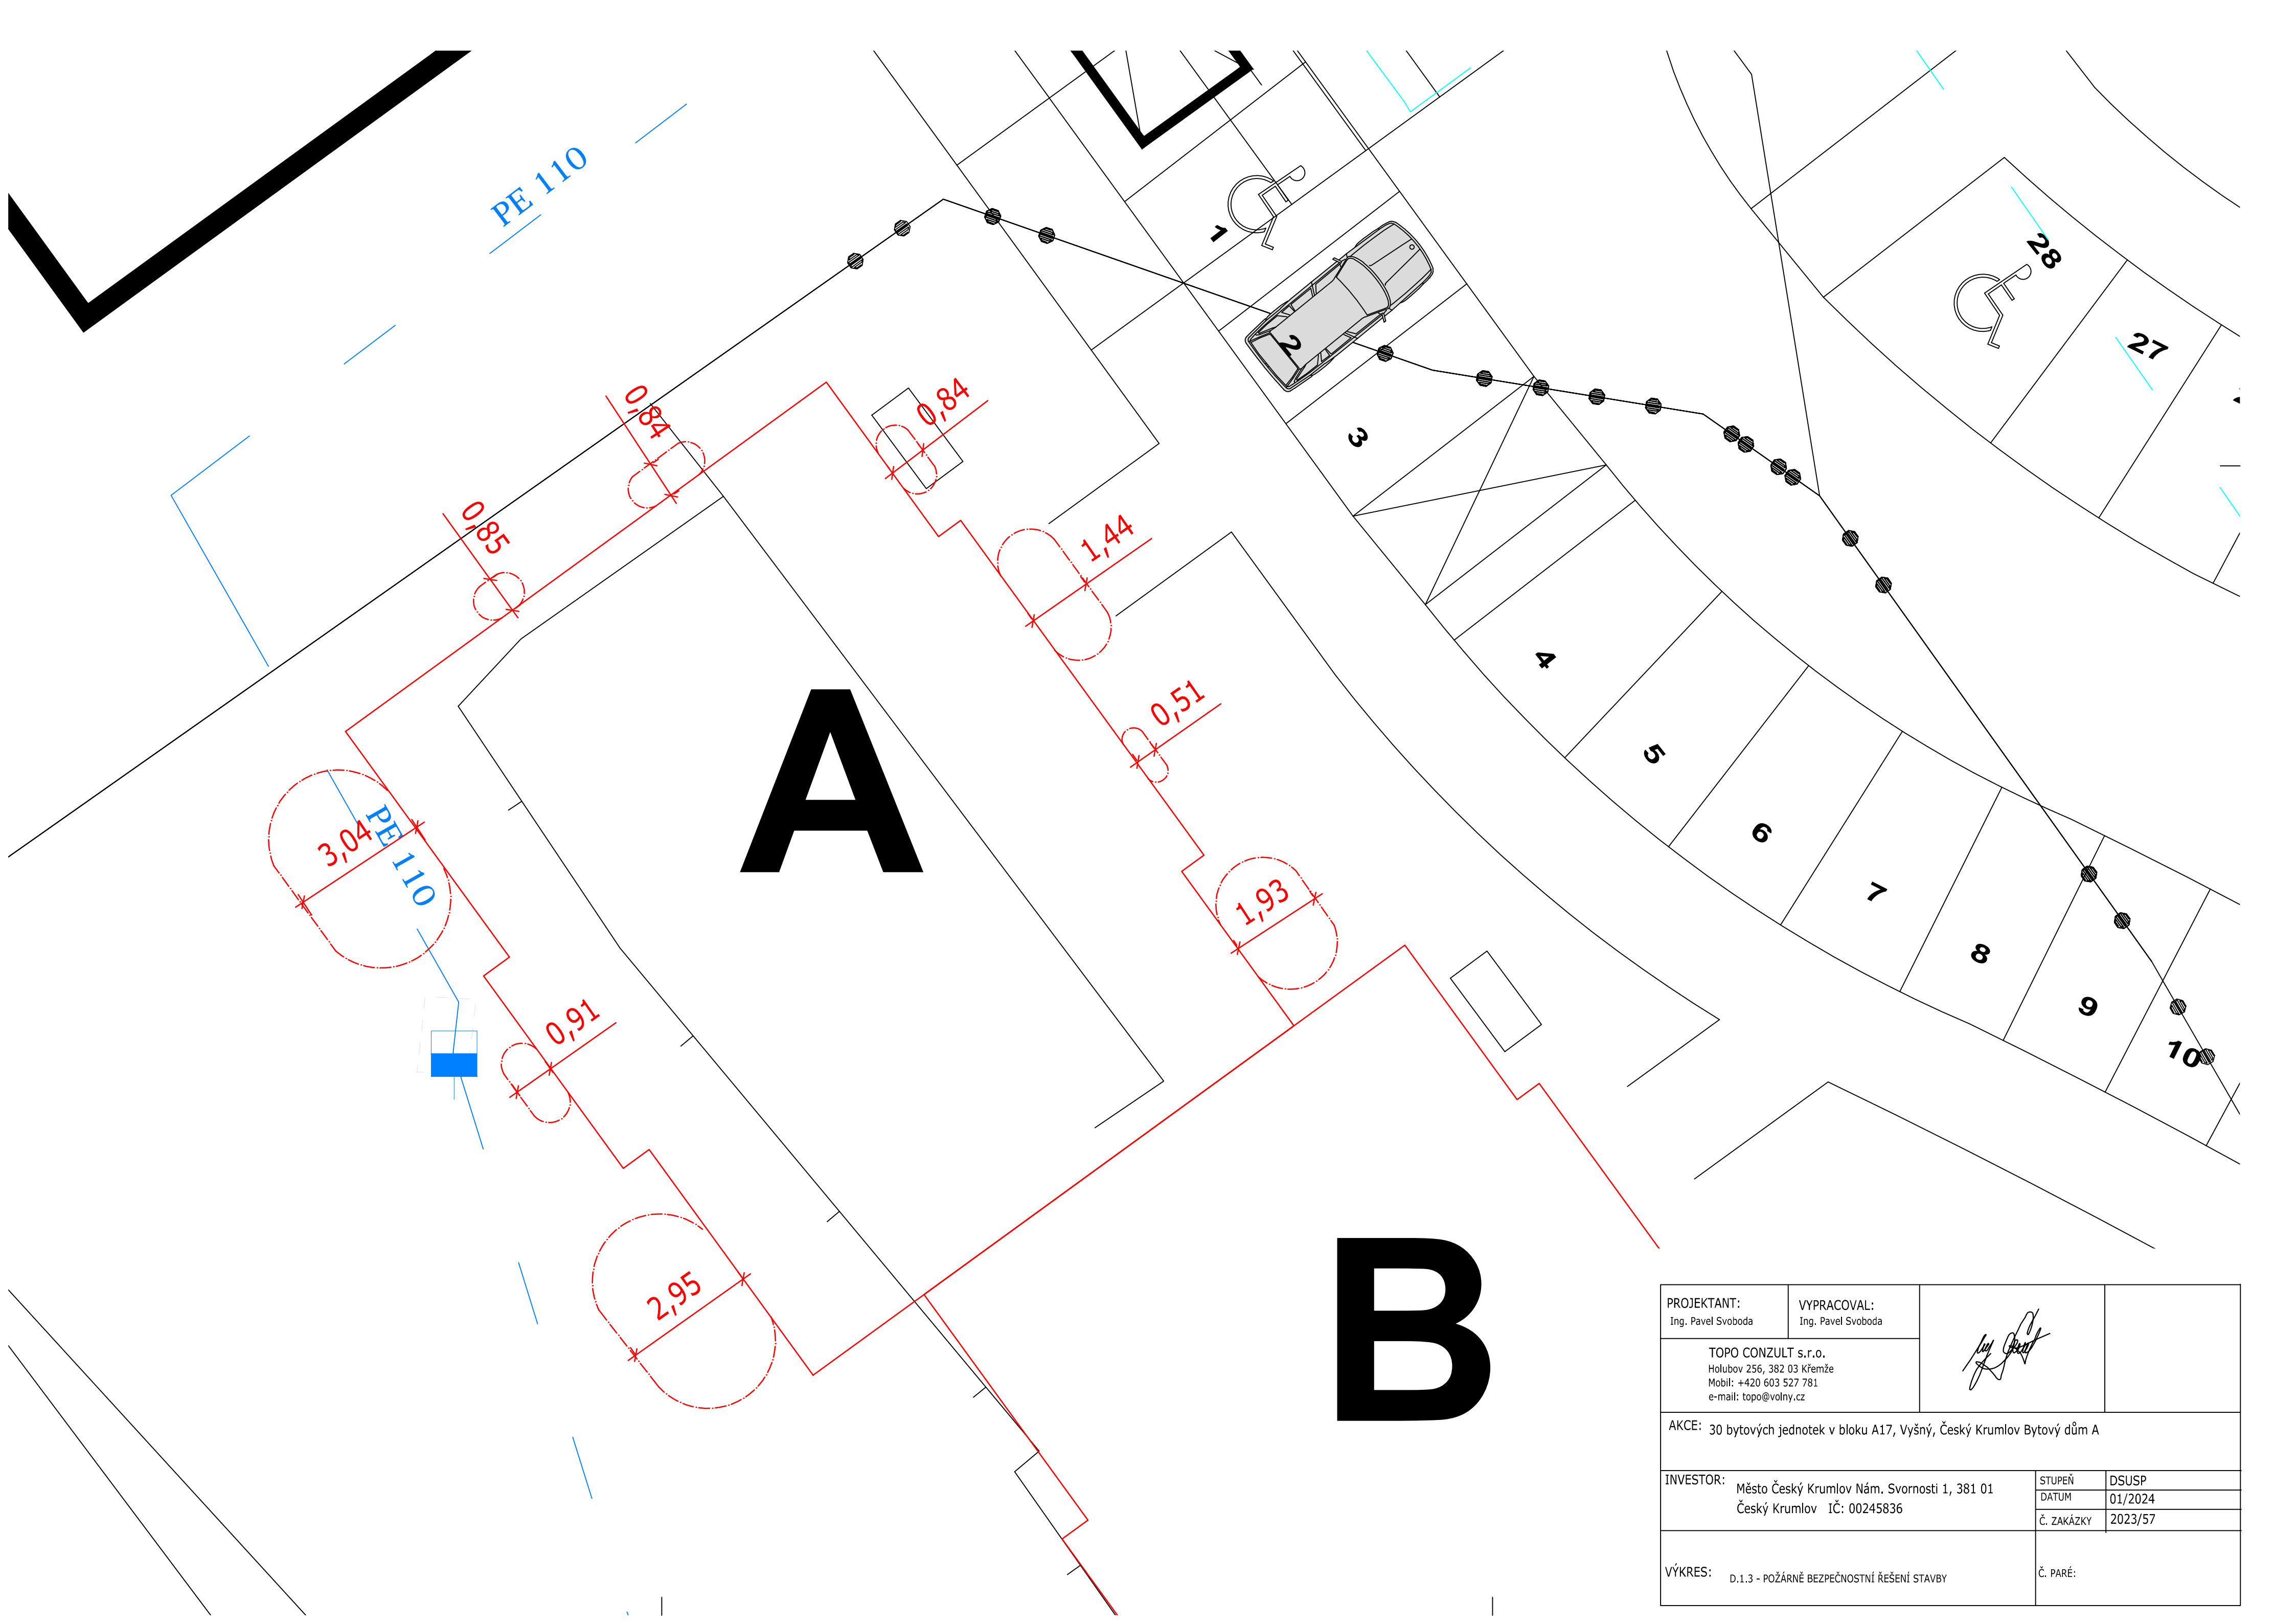 PE 110
1
28
2
27
0,84
0,84
3
0,85
1,44
4
0,51
5
A
3,04
PE 110
6
7
1,93
8
9
0,91
10
2,95
B
PROJEKTANT:
Ing. Pavel Svoboda
VYPRACOVAL:
Ing. Pavel Svoboda
TOPO CONZULT s.r.o.
Holubov 256, 382 03 Křemže
Mobil: +420 603 527 781
e-mail: topo@volny.cz
AKCE: 30 bytových jednotek v bloku A17, Vyšný, Český Krumlov Bytový dům A
INVESTOR: Město Český Krumlov Nám. Svornosti 1, 381 01
Český Krumlov IČ: 00245836
STUPEŇ DSUSP
DATUM 01/2024
Č. ZAKÁZKY 2023/57
VÝKRES: D.1.3 - POŽÁRNĚ BEZPEČNOSTNÍ ŘEŠENÍ STAVBY
Č. PARÉ: